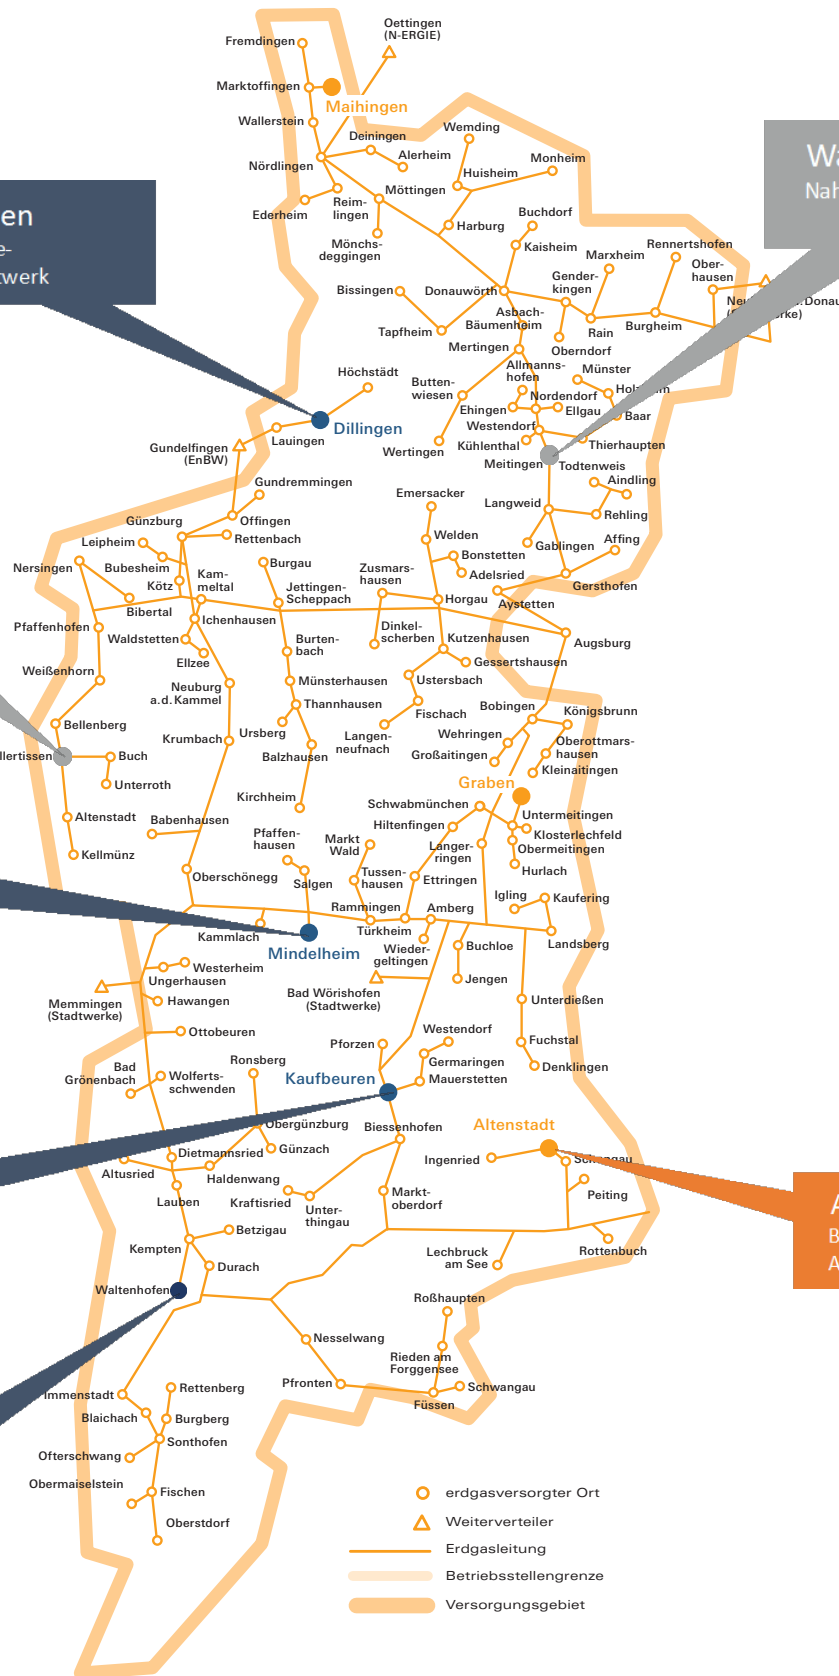 Oettingen
(N-ERGIE)
Fremdingen
Marktoffingen
Maihingen
Wallerstein
Deiningen
Wemding
Alerheim
Monheim
Nördlingen
Huisheim
Möttingen
Reim-
lingen
Ederheim
Buchdorf
Harburg
Mönchs-
deggingen
Kaisheim
Rennertshofen
Marxheim
Ober-
hausen
Gender-
kingen
Bissingen
Donauwörth
Asbach-
Bäumenheim
Rain
Burgheim
Tapfheim
Mertingen
Oberndorf
Allmanns-
hofen
Münster
Höchstädt
Butten-
wiesen
Nordendorf
Ehingen
Ellgau
Baar
Westendorf
Dillingen
Lauingen
Kühlenthal
Thierhaupten
Wertingen
Gundelfingen
(EnBW)
Meitingen
Todtenweis
Aindling
Gundremmingen
Emersacker
Langweid
Rehling
Günzburg
Offingen
Rettenbach
Welden
Affing
Leipheim
Gablingen
Bonstetten
Nersingen
Bubesheim
Burgau
Zusmars-
hausen
Adelsried
Kötz
Kam-
meltal
Jettingen-
Scheppach
Gersthofen
Horgau
Aystetten
Bibertal
Ichenhausen
Pfaffenhofen
Waldstetten
Dinkel-
scherben
Kutzenhausen
Augsburg
Burten-
bach
Ellzee
Gessertshausen
Weißenhorn
Neuburg
a.d.Kammel
Münsterhausen
Ustersbach
Thannhausen
Bobingen
Königsbrunn
Fischach
Bellenberg
Ursberg
Langen-
neufnach
Wehringen
Krumbach
Oberottmars-
hausen
Buch
Balzhausen
Großaitingen
Kleinaitingen
Unterroth
Graben
Kirchheim
Schwabmünchen
Altenstadt
Babenhausen
Untermeitingen
Hiltenfingen
Klosterlechfeld
Pfaffen-
hausen
Markt
Wald
Langer-
ringen
Obermeitingen
Kellmünz
Hurlach
Oberschönegg
Salgen
Tussen-
hausen
Ettringen
Igling
Kaufering
Rammingen
Amberg
Kammlach
Türkheim
Landsberg
Mindelheim
Wieder-
geltingen
Buchloe
Westerheim
Ungerhausen
Jengen
Memmingen
(Stadtwerke)
Hawangen
Bad Wörishofen
(Stadtwerke)
Unterdießen
Ottobeuren
Westendorf
Pforzen
Fuchstal
Ronsberg
Germaringen
Bad
Grönenbach
Wolferts-
schwenden
Kaufbeuren
Mauerstetten
Denklingen
Obergünzburg
Biessenhofen
Altenstadt
Dietmannsried
Günzach
Ingenried
Altusried
Haldenwang
Lauben
Kraftisried
Unter-
thingau
Markt-
oberdorf
Peiting
Betzigau
Kempten
Lechbruck
am See
Rottenbuch
Durach
Waltenhofen
Roßhaupten
Nesselwang
Rieden am
Forggensee
Pfronten
Schwangau
Immenstadt
Rettenberg
Füssen
Blaichach
Burgberg
Sonthofen
Ofterschwang
Obermaiselstein
Fischen
Oberstdorf
erdgasversorgter Ort
Weiterverteiler
Erdgasleitung
Betriebsstellengrenze
Versorgungsgebiet